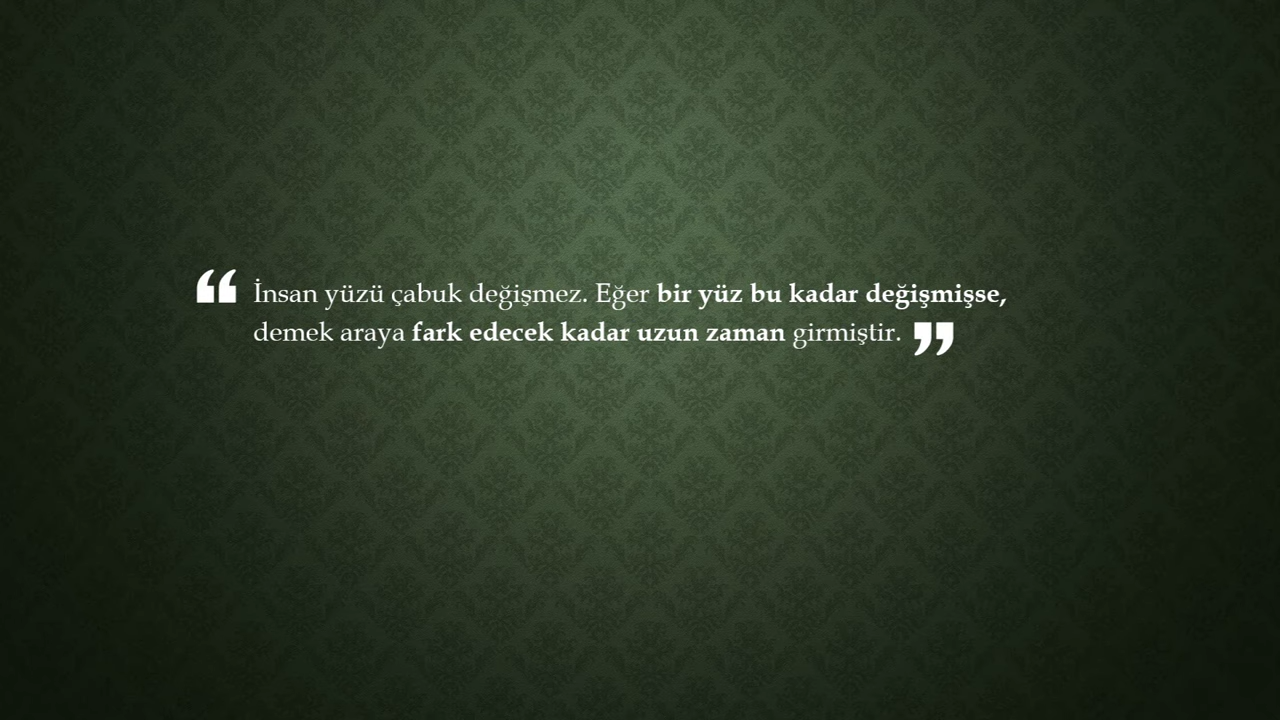 “ İnsan yüzü çabuk değişmez. Eğer bir yüz bu kadar değişmişse,
demek araya fark edecek kadar uzun zaman girmiştir. ”